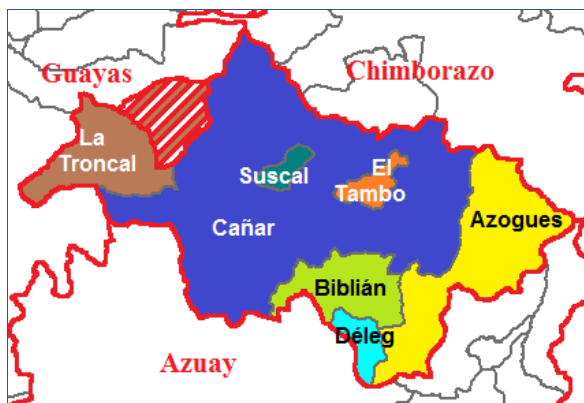 Guayas
Chimborazo
La
Troncal
Suscal
El
Tambo
Azogues
Cañar
Biblián
Déleg
Azuay